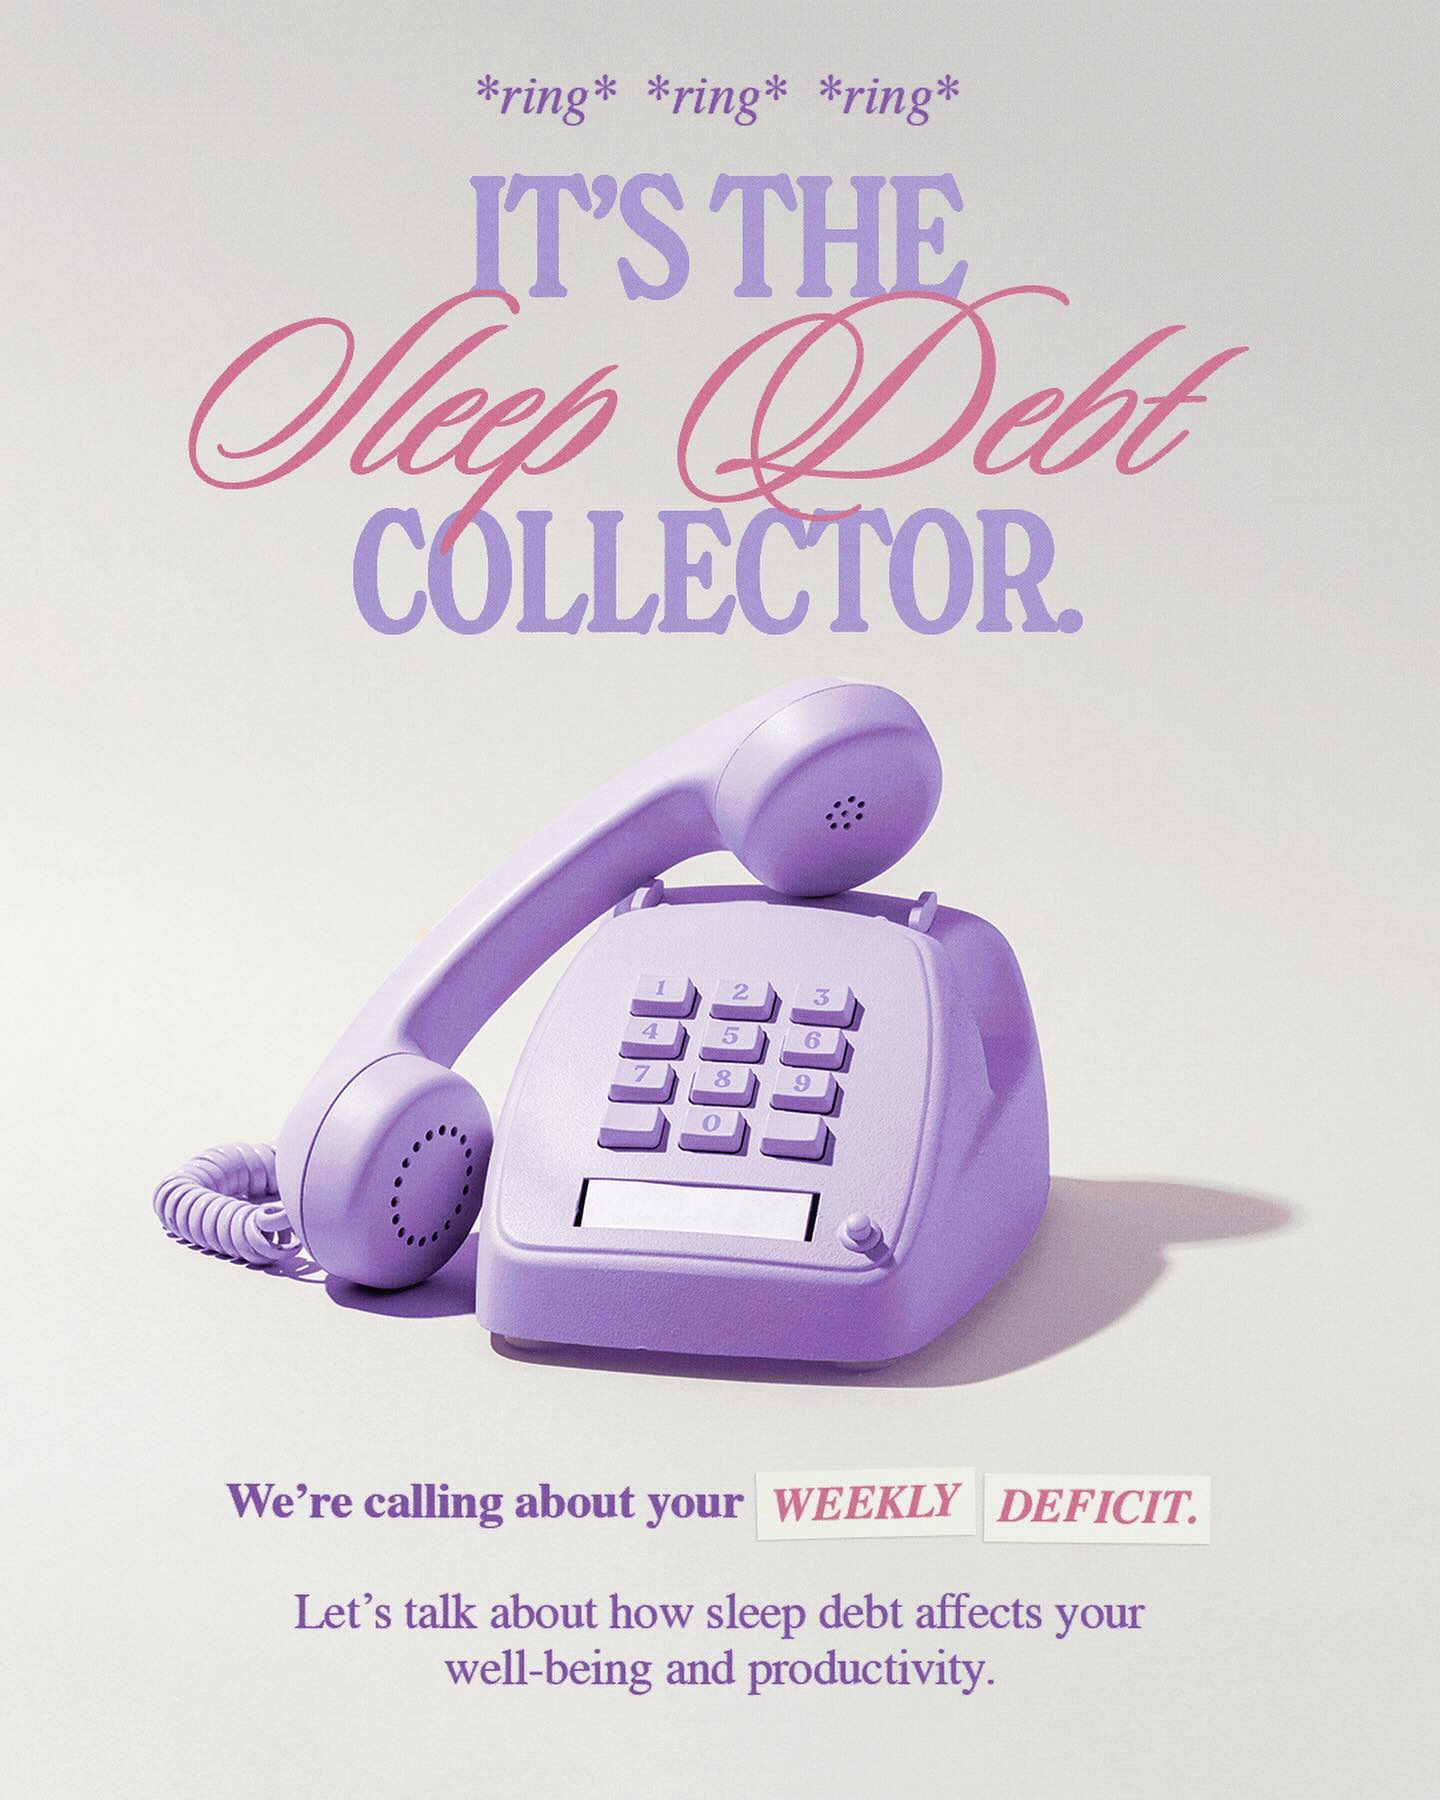 *ring* *ring* *ring*
IT'S THE
Sleep Debt
COLLECTOR.
1 2 3
4 5 6
7 8 9
0
We're calling about your WEEKLY DEFICIT.
Let's talk about how sleep debt affects your
well-being and productivity.